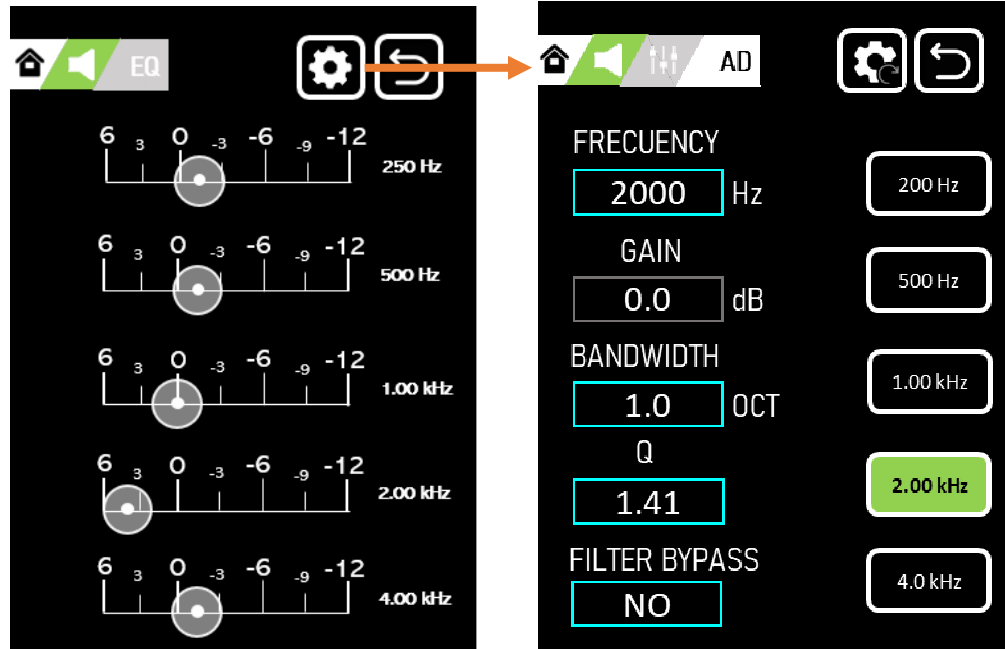 EQ
6 3 0 -3 -6 -9 -12
250 Hz
6 3 0 -3 -6 -9 -12
500 Hz
6 3 0 -3 -6 -9 -12
1.00 kHz
6 3 0 -3 -6 -9 -12
2.00 kHz
6 3 0 -3 -6 -9 -12
4.00 kHz
AD
FRECUENCY
2000 Hz
GAIN
0.0 dB
BANDWIDTH
1.0 OCT
Q
1.41
FILTER BYPASS
NO
200 Hz
500 Hz
1.00 kHz
2.00 kHz
4.0 kHz